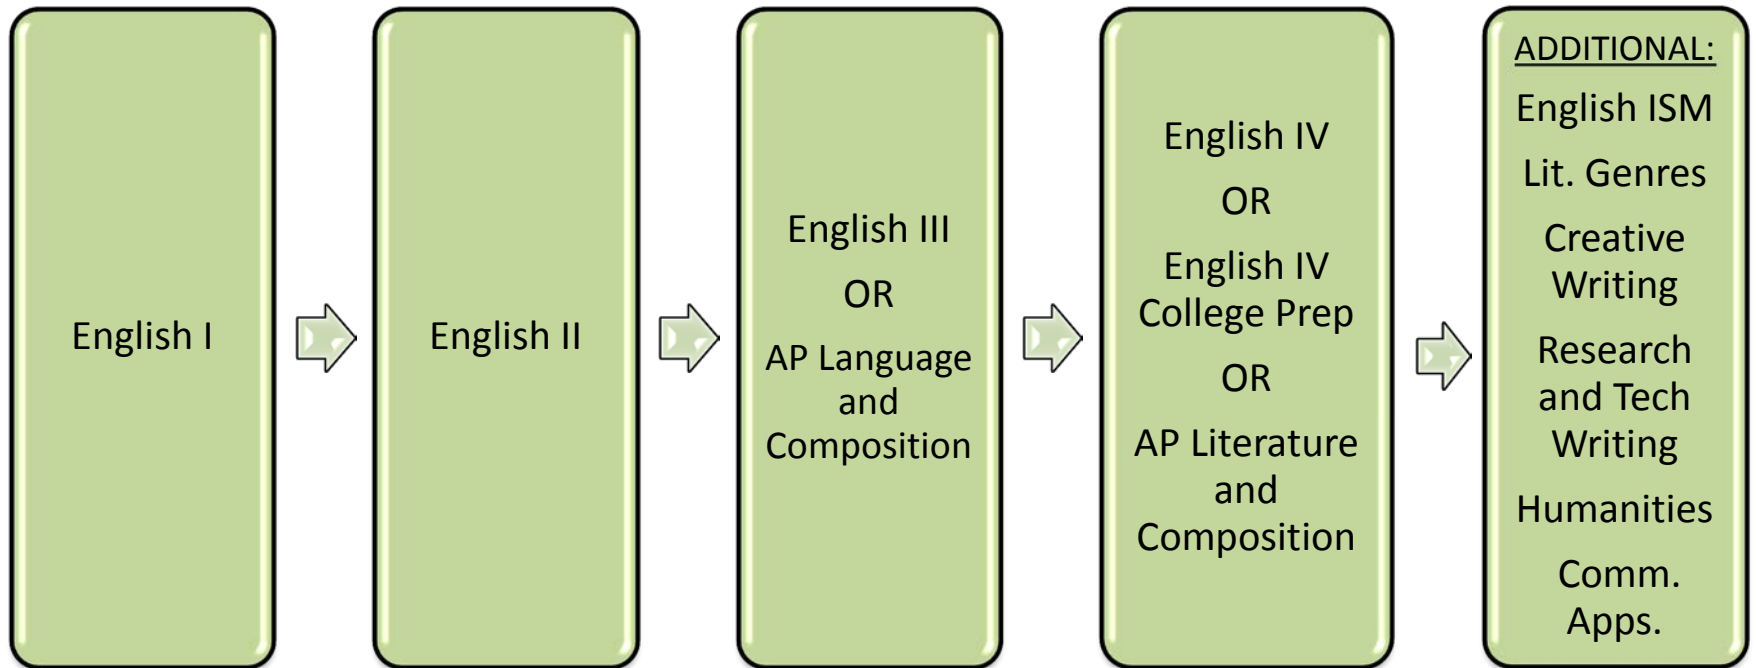 English I
English II
English III
OR
AP Language
and
Composition
English IV
OR
English IV
College Prep
OR
AP Literature
and
Composition
ADDITIONAL:
English ISM
Lit. Genres
Creative
Writing
Research
and Tech
Writing
Humanities
Comm.
Apps.